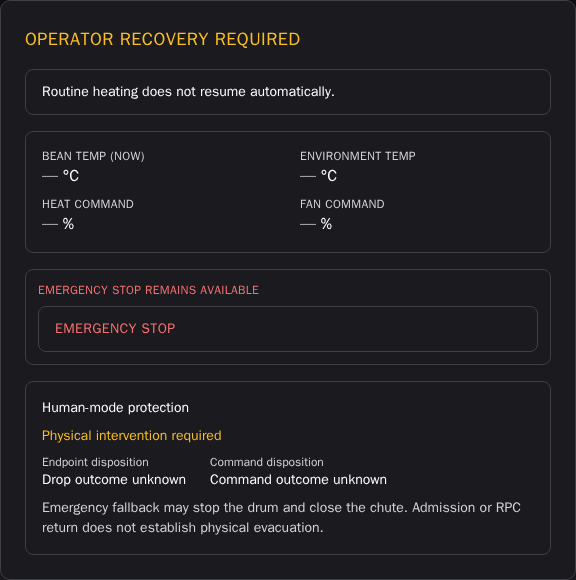 OPERATOR RECOVERY REQUIRED
Routine heating does not resume automatically.
BEAN TEMP (NOW)
— °C
ENVIRONMENT TEMP
— °C
HEAT COMMAND
— %
FAN COMMAND
— %
EMERGENCY STOP REMAINS AVAILABLE
EMERGENCY STOP
Human-mode protection
Physical intervention required
Endpoint disposition
Drop outcome unknown
Command disposition
Command outcome unknown
Emergency fallback may stop the drum and close the chute. Admission or RPC
return does not establish physical evacuation.